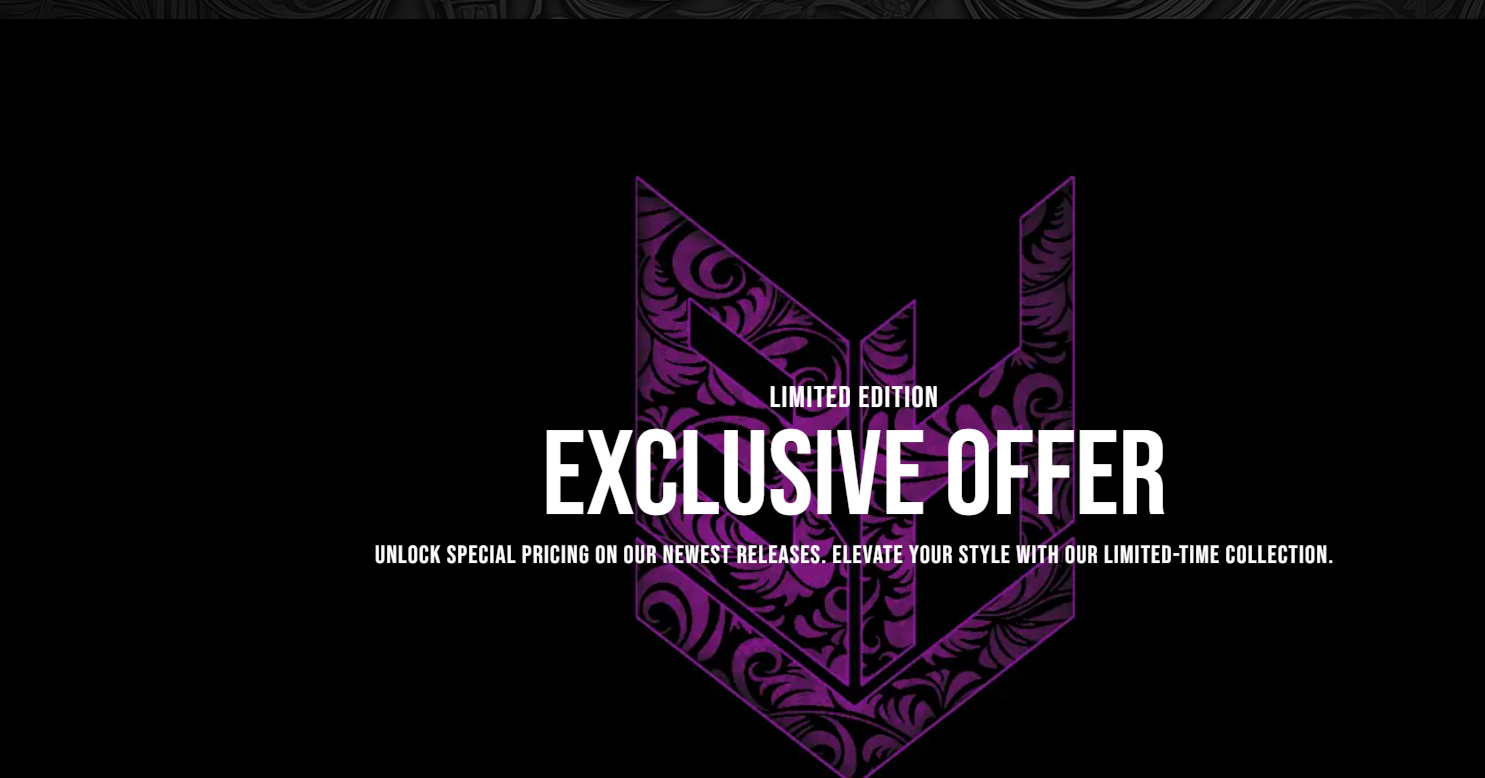 LIMITED EDITION
EXCLUSIVE OFFER
UNLOCK SPECIAL PRICING ON OUR NEWEST RELEASES. ELEVATE YOUR STYLE WITH OUR LIMITED-TIME COLLECTION.